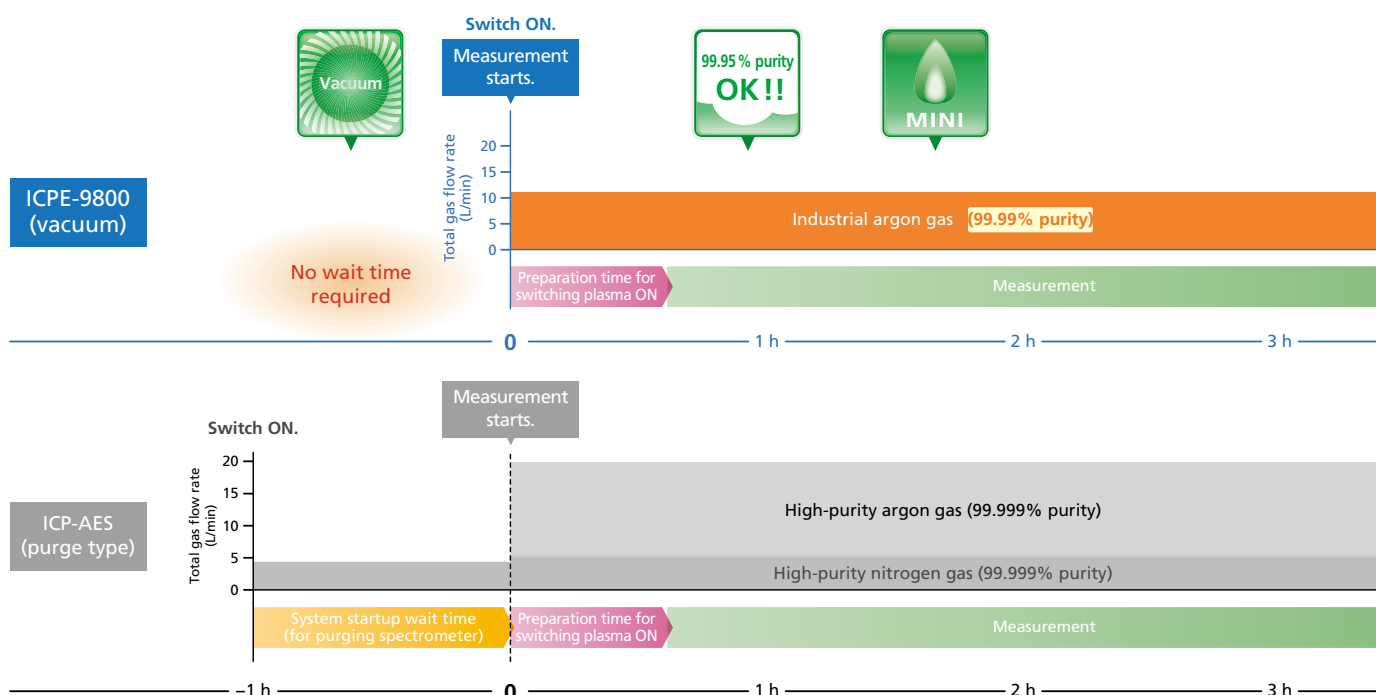 Vacuum
Switch ON.
Measurement
starts.
99.95% purity
OK!!
MINI
ICPE-9800
(vacuum)
Total gas flow rate
(L/min)
20
15
10
5
0
Industrial argon gas (99.99% purity)
No wait time
required
Preparation time for
switching plasma ON
Measurement
0 1 h 2 h 3 h
Measurement
starts.
Switch ON.
ICP-AES
(purge type)
Total gas flow rate
(L/min)
20
15
10
5
0
High-purity argon gas (99.999% purity)
High-purity nitrogen gas (99.999% purity)
System startup wait time
(for purging spectrometer)
Preparation time for
switching plasma ON
Measurement
−1 h 0 1 h 2 h 3 h